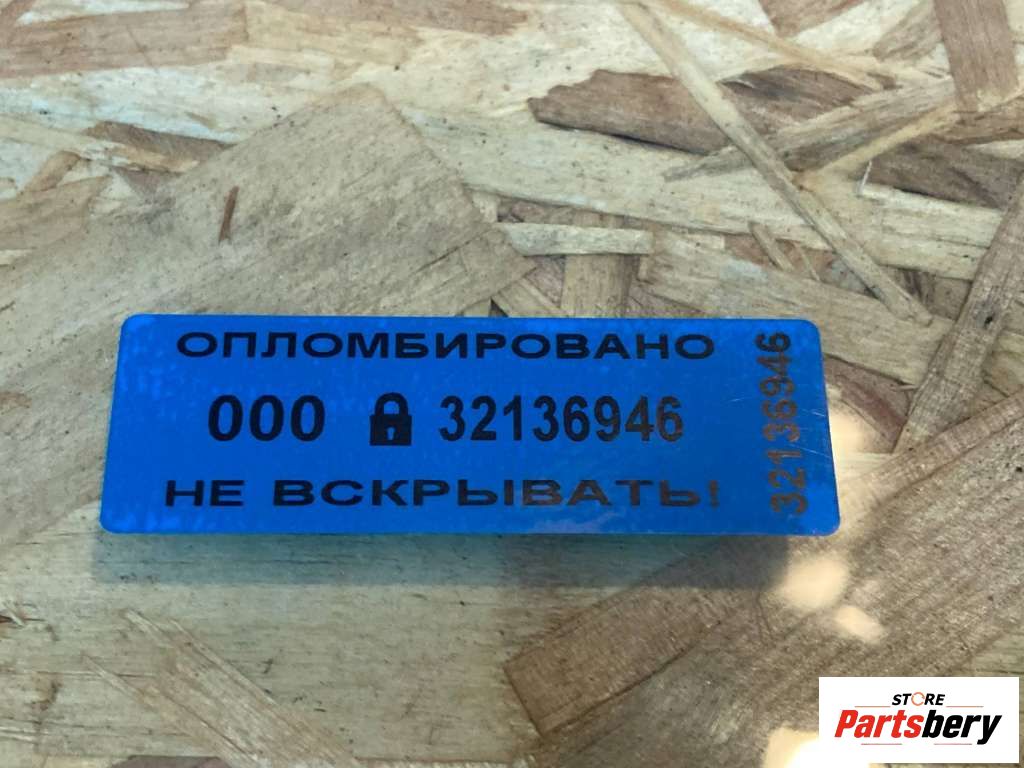 ОПЛОМБИРОВАНО
000 32136946
НЕ ВСКРЫВАТЬ!
32136946
STORE
Partsbery